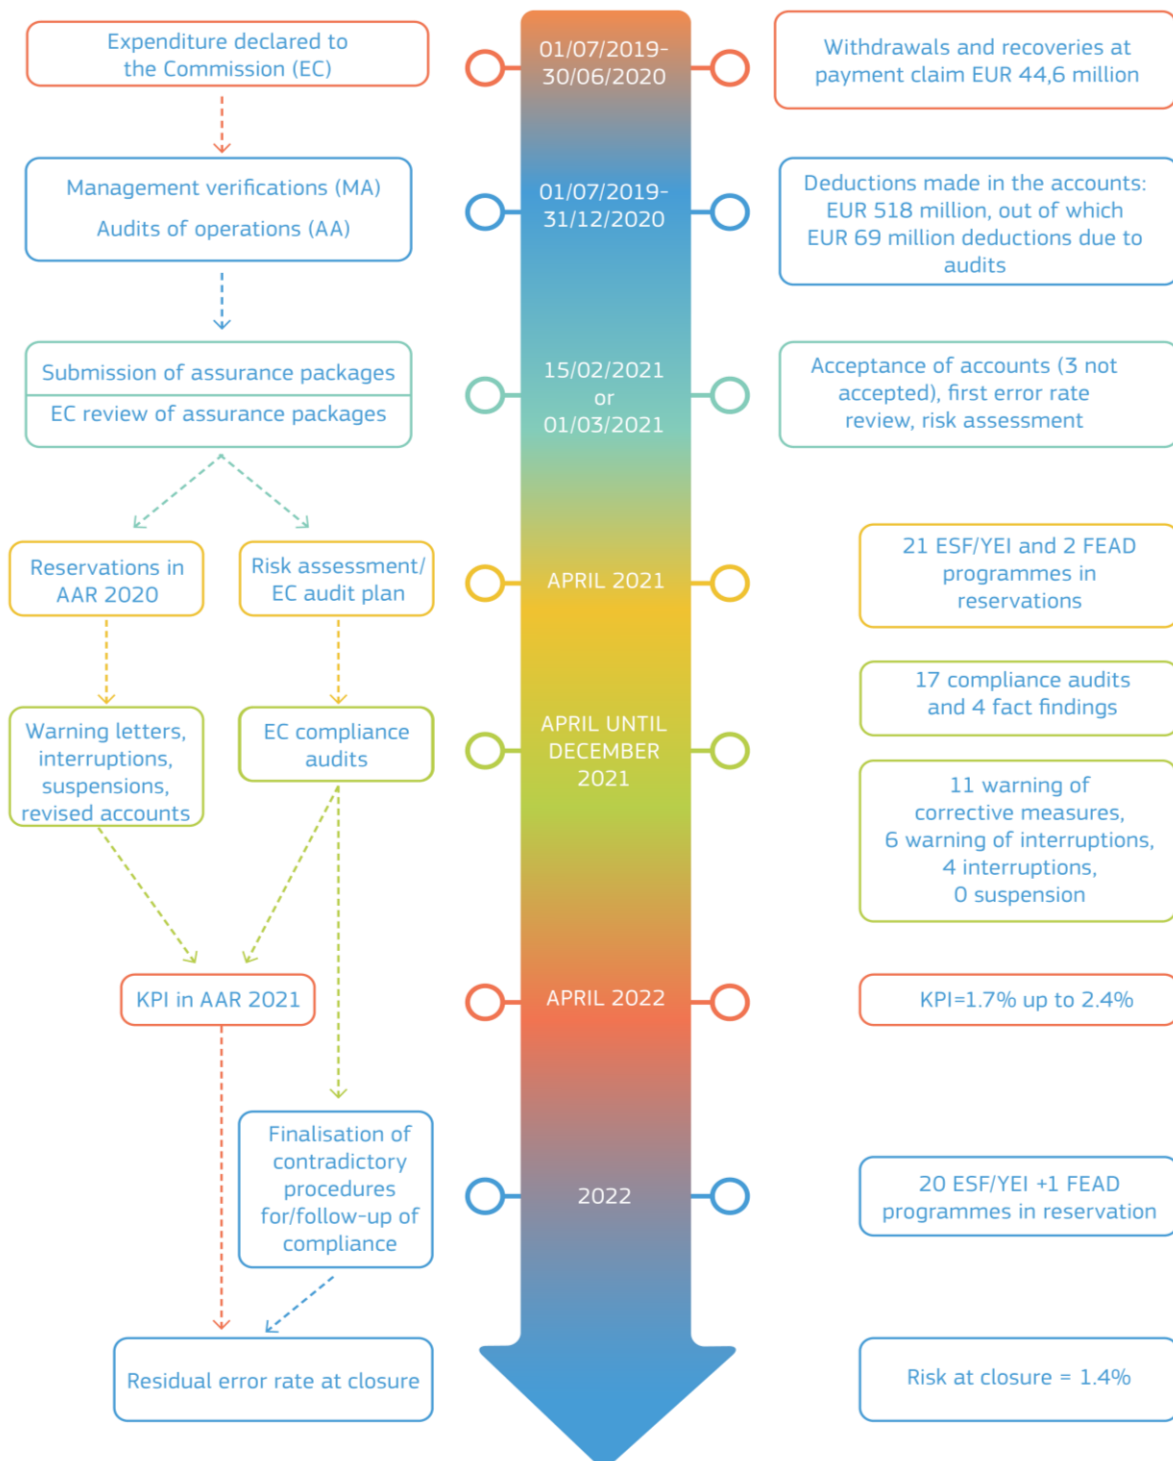 Expenditure declared to
the Commission (EC)
01/07/2019-
30/06/2020
Withdrawals and recoveries at
payment claim EUR 44,6 million
Management verifications (MA)
Audits of operations (AA)
01/07/2019-
31/12/2020
Deductions made in the accounts:
EUR 518 million, out of which
EUR 69 million deductions due to
audits
Submission of assurance packages
EC review of assurance packages
15/02/2021
or
01/03/2021
Acceptance of accounts (3 not
accepted), first error rate
review, risk assessment
Reservations in
AAR 2020
Risk assessment/
EC audit plan
APRIL 2021
21 ESF/YEI and 2 FEAD
programmes in
reservations
Warning letters,
interruptions,
suspensions,
revised accounts
EC compliance
audits
APRIL UNTIL
DECEMBER
2021
17 compliance audits
and 4 fact findings
11 warning of
corrective measures,
6 warning of interruptions,
4 interruptions,
0 suspension
KPI in AAR 2021
APRIL 2022
KPI=1.7% up to 2.4%
Finalisation of
contradictory
procedures
for/follow-up of
compliance
2022
20 ESF/YEI +1 FEAD
programmes in reservation
Residual error rate at closure
Risk at closure = 1.4%